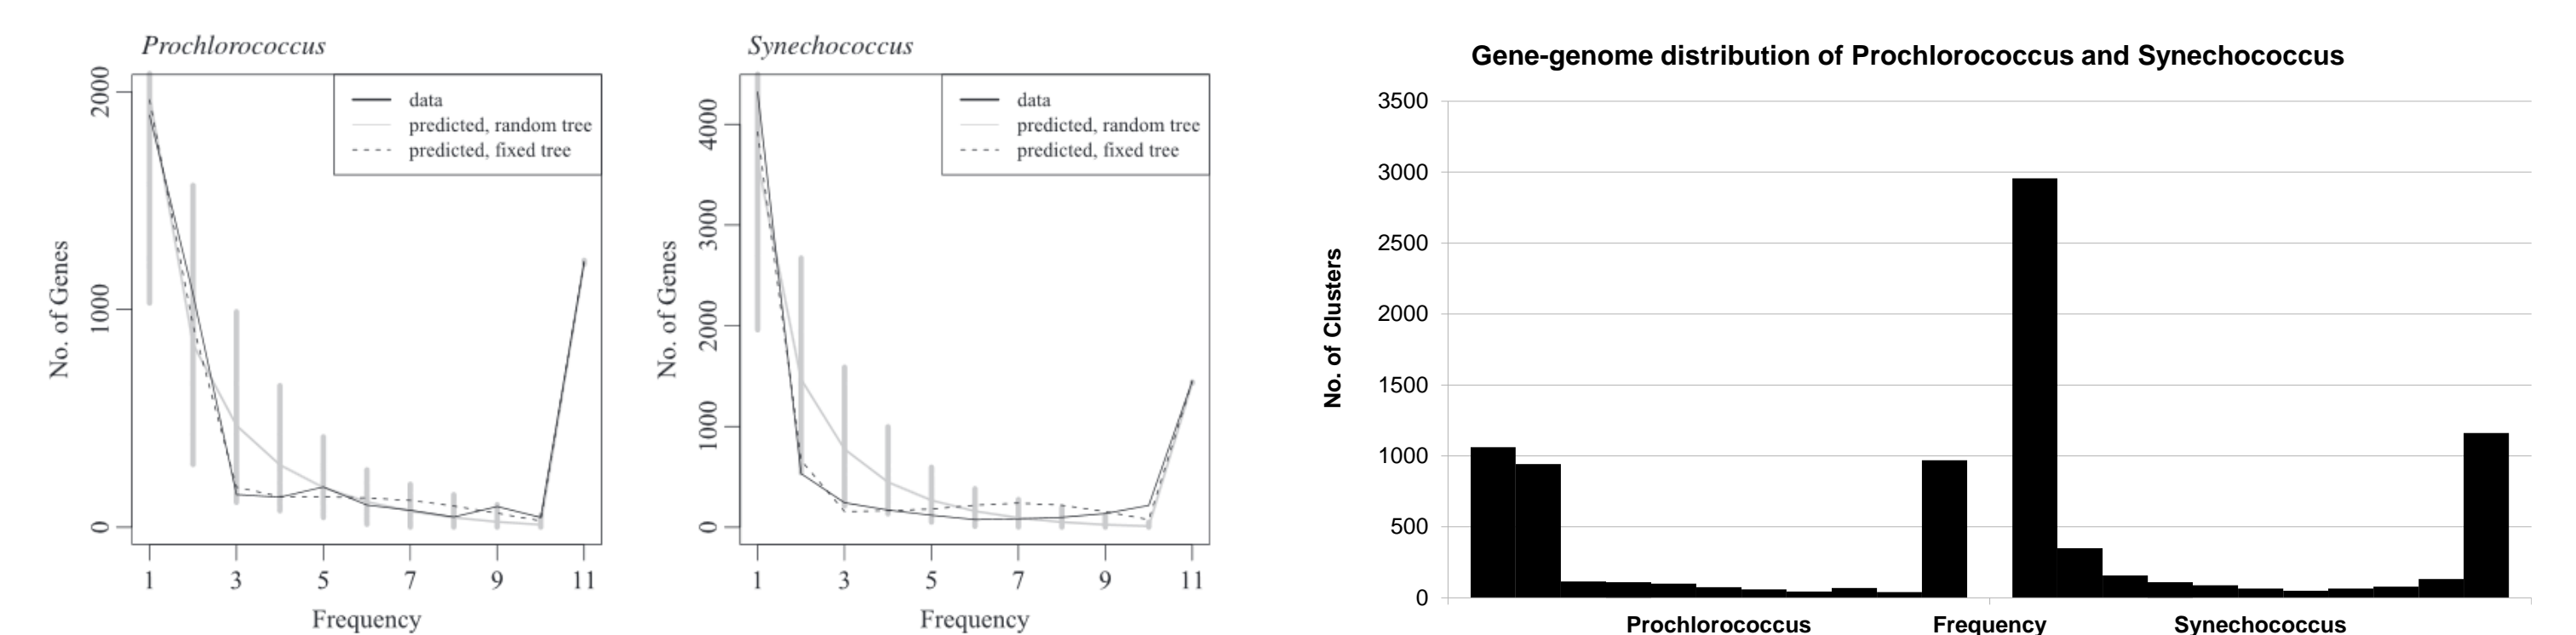 Prochlorococcus
No. of Genes
2000
1000
0
data
predicted, random tree
predicted, fixed tree
1 3 5 7 9 11
Frequency
Synechococcus
No. of Genes
4000
3000
2000
1000
0
data
predicted, random tree
predicted, fixed tree
1 3 5 7 9 11
Frequency
Gene-genome distribution of Prochlorococcus and Synechococcus
No. of Clusters
3500
3000
2500
2000
1500
1000
500
0
Prochlorococcus Frequency Synechococcus